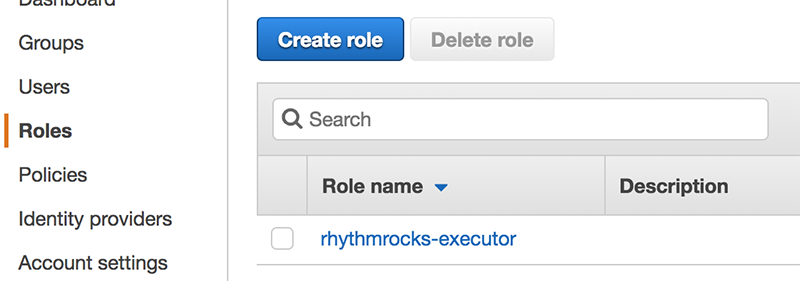 Dashboard
Groups
Users
Roles
Policies
Identity providers
Account settings
Create role
Delete role
Search
Role name
Description
rhythmrocks-executor